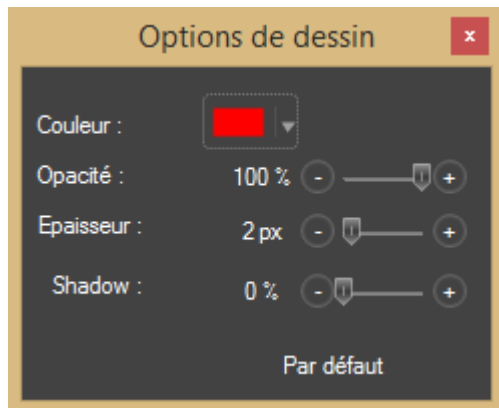 Options de dessin x
Couleur :
Opacité : 100 % - +
Epaisseur : 2 px - +
Shadow : 0 % - +
Par défaut